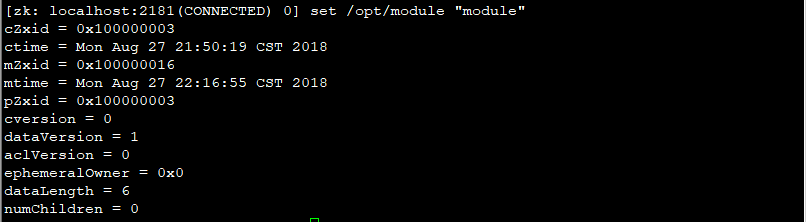 [zk: localhost:2181(CONNECTED) 0] set /opt/module "module"
cZxid = 0x100000003
ctime = Mon Aug 27 21:50:19 CST 2018
mZxid = 0x100000016
mtime = Mon Aug 27 22:16:55 CST 2018
pZxid = 0x100000003
cversion = 0
dataVersion = 1
aclVersion = 0
ephemeralOwner = 0x0
dataLength = 6
numChildren = 0